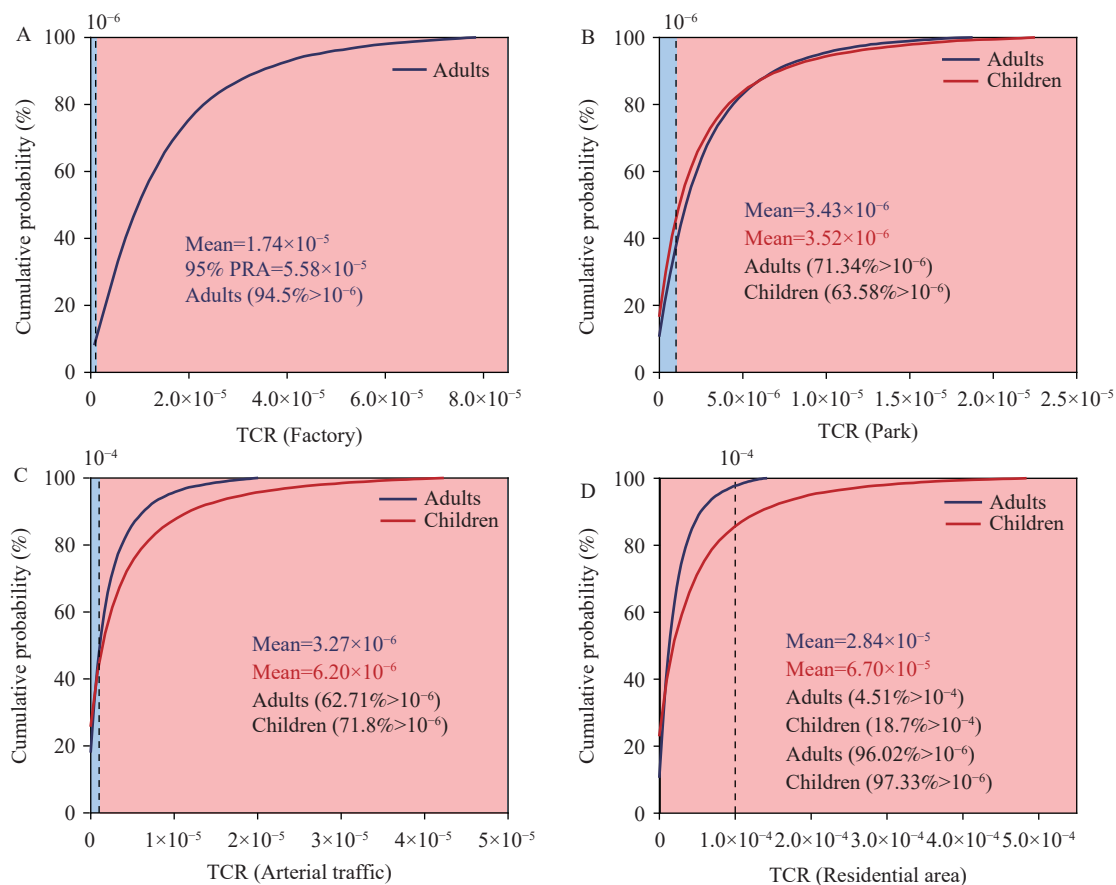 A
10⁻⁶
100
80
60
40
20
0
Cumulative probability (%)
Adults
Mean=1.74×10⁻⁵
95% PRA=5.58×10⁻⁵
Adults (94.5%>10⁻⁶)
0
2.0×10⁻⁵
4.0×10⁻⁵
6.0×10⁻⁵
8.0×10⁻⁵
TCR (Factory)
B
10⁻⁶
100
80
60
40
20
0
Cumulative probability (%)
Adults
Children
Mean=3.43×10⁻⁶
Mean=3.52×10⁻⁶
Adults (71.34%>10⁻⁶)
Children (63.58%>10⁻⁶)
0
5.0×10⁻⁶
1.0×10⁻⁵
1.5×10⁻⁵
2.0×10⁻⁵
2.5×10⁻⁵
TCR (Park)
C
10⁻⁴
100
80
60
40
20
0
Cumulative probability (%)
Adults
Children
Mean=3.27×10⁻⁶
Mean=6.20×10⁻⁶
Adults (62.71%>10⁻⁶)
Children (71.8%>10⁻⁶)
0
1×10⁻⁵
2×10⁻⁵
3×10⁻⁵
4×10⁻⁵
5×10⁻⁵
TCR (Arterial traffic)
D
10⁻⁴
100
80
60
40
20
0
Cumulative probability (%)
Adults
Children
Mean=2.84×10⁻⁵
Mean=6.70×10⁻⁵
Adults (4.51%>10⁻⁴)
Children (18.7%>10⁻⁴)
Adults (96.02%>10⁻⁶)
Children (97.33%>10⁻⁶)
0
1.0×10⁻⁴
2.0×10⁻⁴
3.0×10⁻⁴
4.0×10⁻⁴
5.0×10⁻⁴
TCR (Residential area)